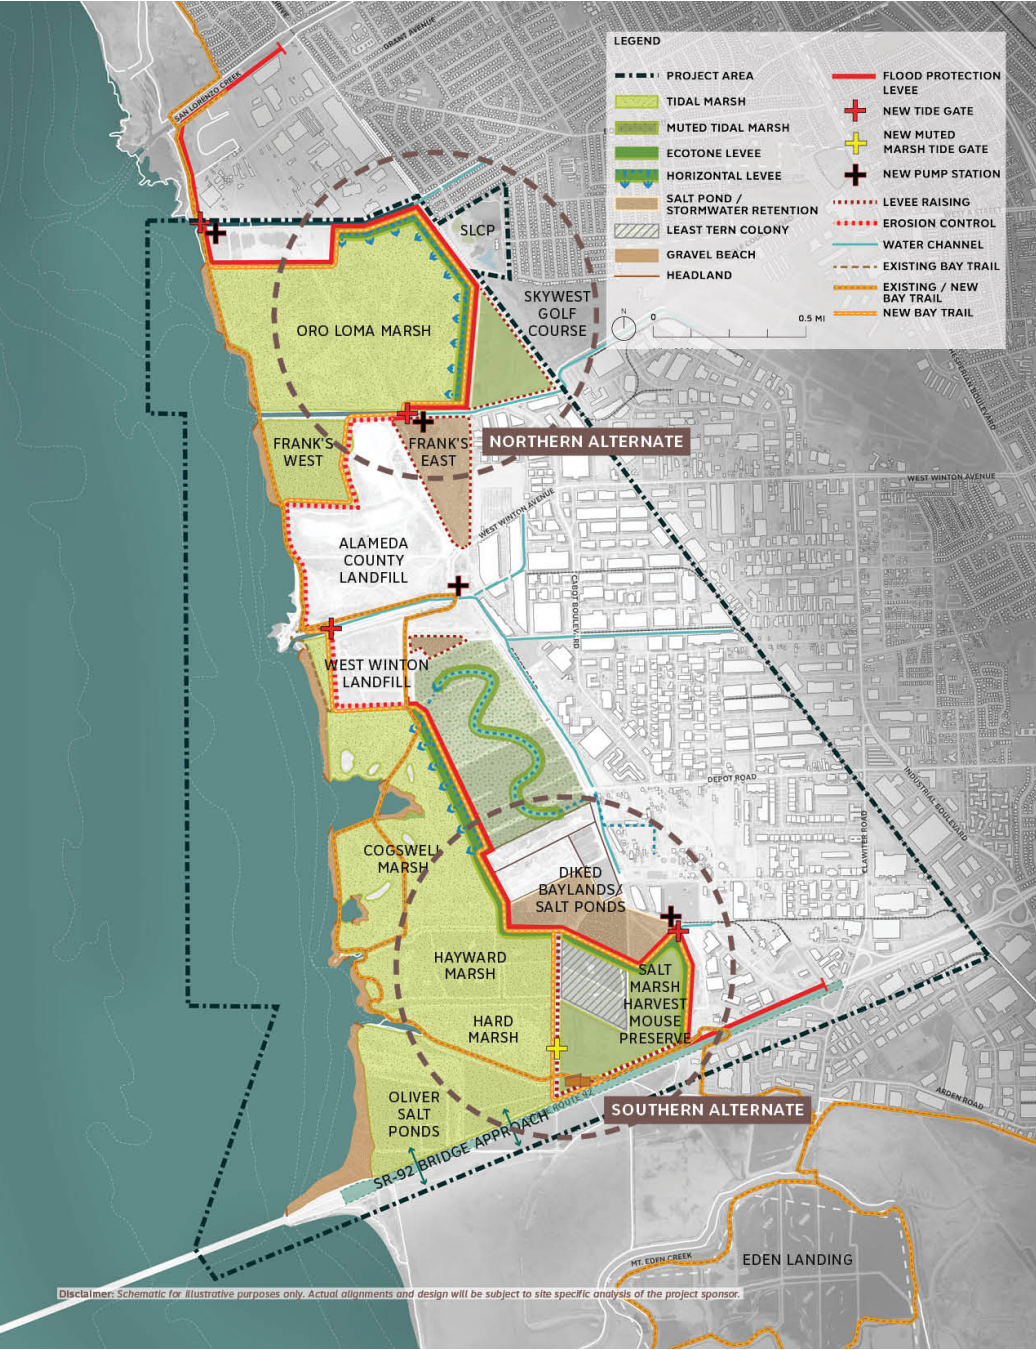 GRANT AVENUE
DRIVE
SAN LORENZO CREEK
LEGEND
PROJECT AREA
TIDAL MARSH
MUTED TIDAL MARSH
ECOTONE LEVEE
HORIZONTAL LEVEE
SALT POND /
STORMWATER RETENTION
LEAST TERN COLONY
GRAVEL BEACH
HEADLAND
FLOOD PROTECTION
LEVEE
NEW TIDE GATE
NEW MUTED
MARSH TIDE GATE
NEW PUMP STATION
LEVEE RAISING
EROSION CONTROL
WATER CHANNEL
EXISTING BAY TRAIL
EXISTING / NEW
BAY TRAIL
NEW BAY TRAIL
N
0
0.5 MI
SLCP
SKYWEST
GOLF
COURSE
ORO LOMA MARSH
HESPERIAN BOULEVARD
FRANK'S
WEST
FRANK'S
EAST
NORTHERN ALTERNATE
WEST WINTON AVENUE
WEST WINTON AVENUE
ALAMEDA
COUNTY
LANDFILL
CABOT BOULEVARD
WEST WINTON
LANDFILL
DEPOT ROAD
INDUSTRIAL BOULEVARD
CLAWITER ROAD
COGSWELL
MARSH
DIKED
BAYLANDS/
SALT PONDS
HAYWARD
MARSH
SALT
MARSH
HARVEST
MOUSE
PRESERVE
HARD
MARSH
OLIVER
SALT
PONDS
ROUTE 92
SR-92 BRIDGE APPROACH
SOUTHERN ALTERNATE
ARDEN ROAD
MT. EDEN CREEK
EDEN LANDING
Disclaimer: Schematic for illustrative purposes only. Actual alignments and design will be subject to site specific analysis of the project sponsor.